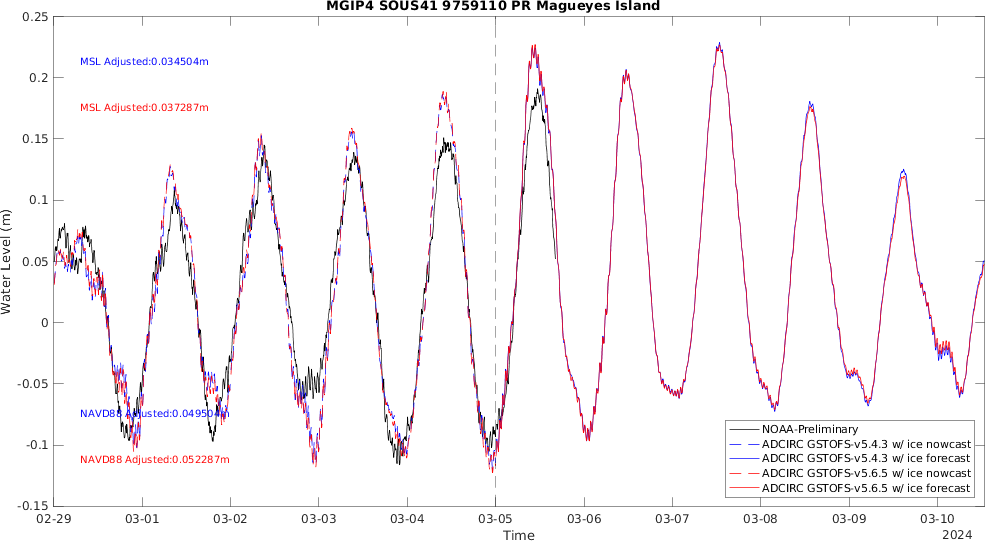 MGIP4 SOUS41 9759110 PR Magueyes Island
0.25
0.2
0.15
0.1
0.05
0
-0.05
-0.1
-0.15
Water Level (m)
MSL Adjusted:0.034504m
MSL Adjusted:0.037287m
NAVD88 Adjusted:0.049504m
NAVD88 Adjusted:0.052287m
NOAA-Preliminary
ADCIRC GSTOFS-v5.4.3 w/ ice nowcast
ADCIRC GSTOFS-v5.4.3 w/ ice forecast
ADCIRC GSTOFS-v5.6.5 w/ ice nowcast
ADCIRC GSTOFS-v5.6.5 w/ ice forecast
02-29 03-01 03-02 03-03 03-04 03-05 03-06 03-07 03-08 03-09 03-10
Time
2024